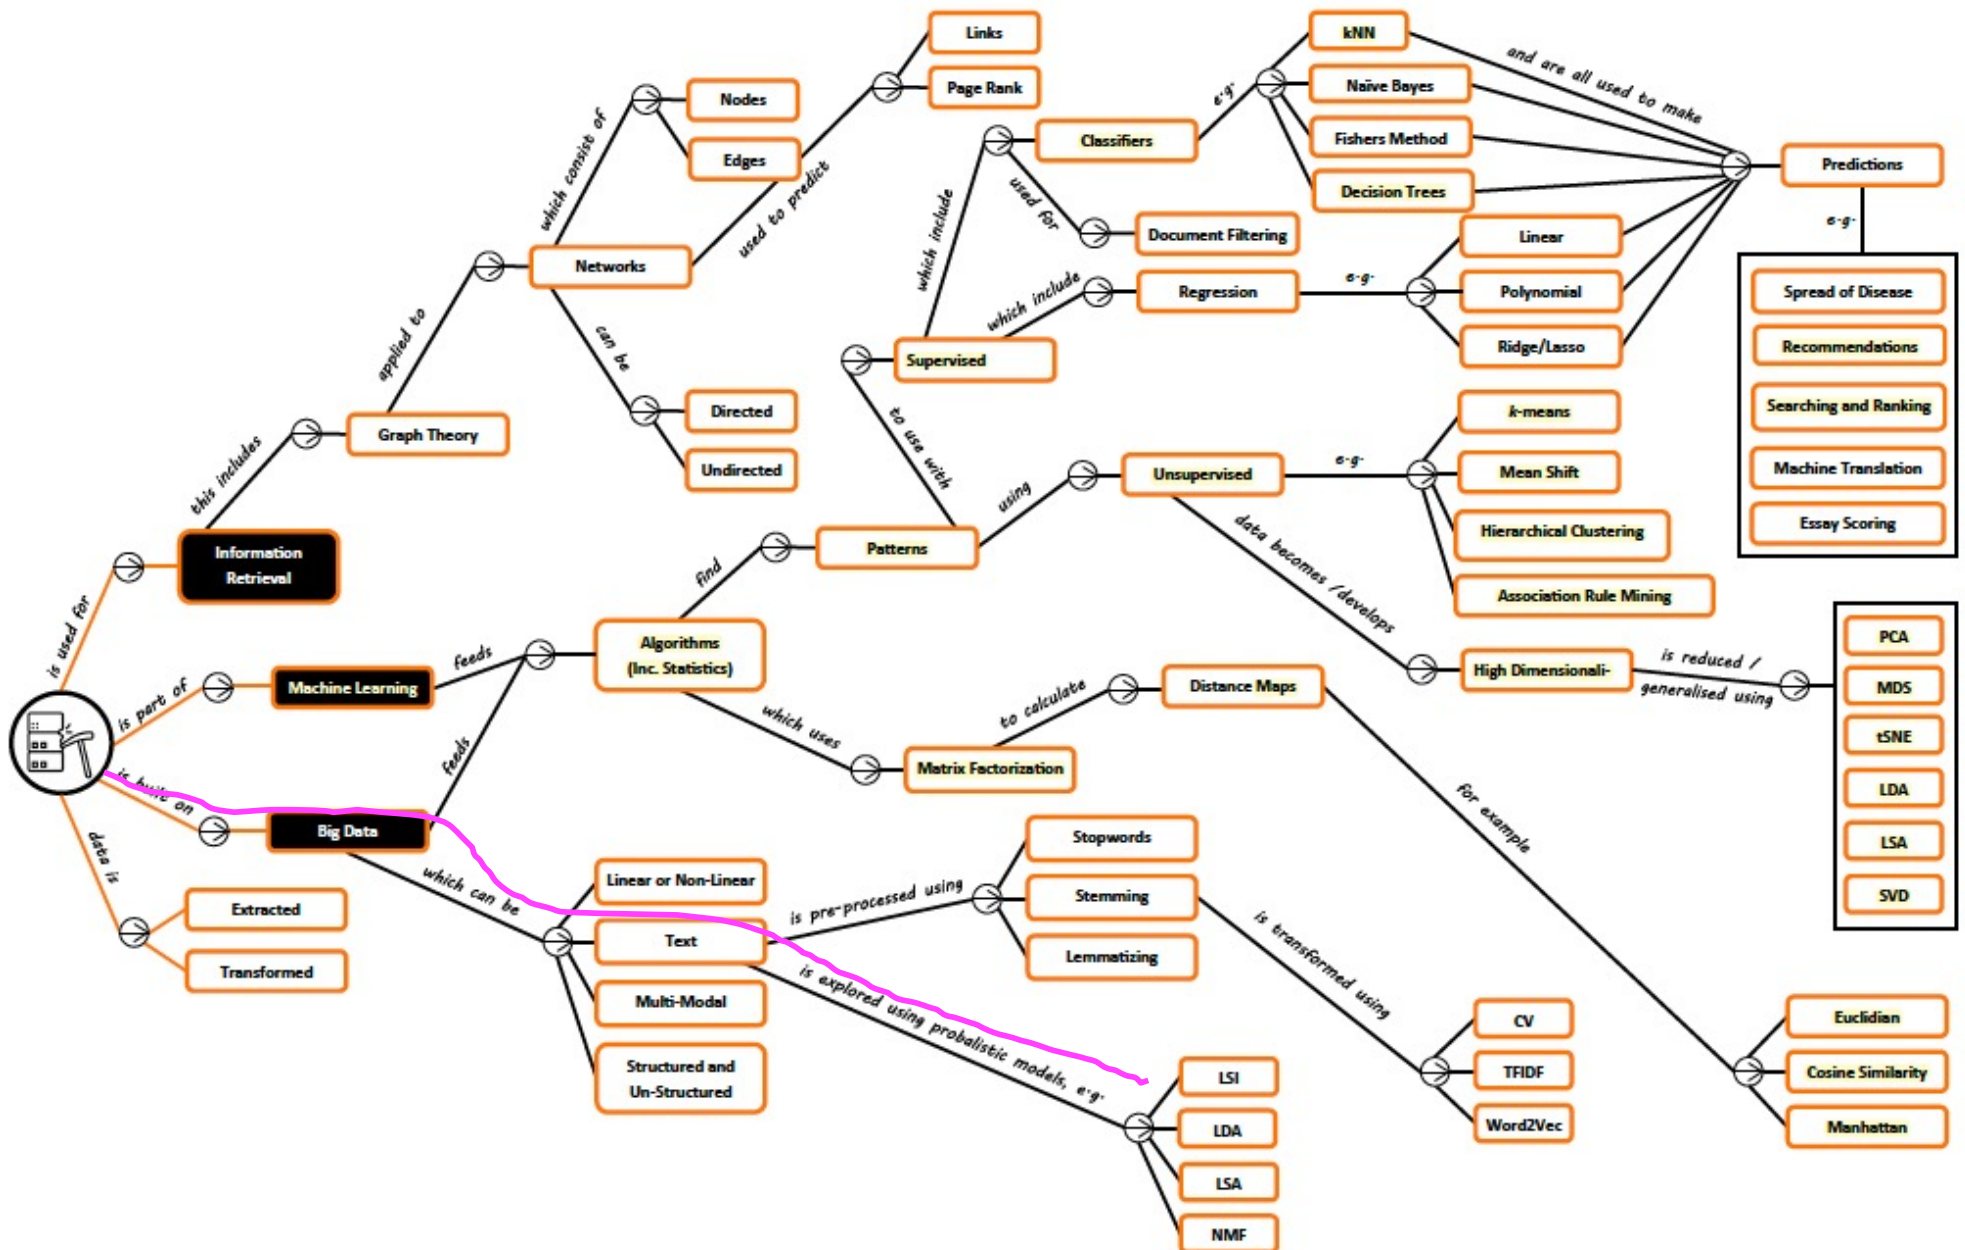 Links
Page Rank
Nodes
Edges
which consist of
used to predict
Networks
applied to
can be
Directed
Undirected
Graph Theory
this includes
Information
Retrieval
is used for
is part of
Machine Learning
feeds
is built on
Big Data
feeds
data is
Extracted
Transformed
Algorithms
(Inc. Statistics)
find
Patterns
to use with
Supervised
which include
Classifiers
e.g.
kNN
Naïve Bayes
Fishers Method
Decision Trees
and are all used to make
Predictions
e.g.
Spread of Disease
Recommendations
Searching and Ranking
Machine Translation
Essay Scoring
used for
Document Filtering
which include
Regression
e.g.
Linear
Polynomial
Ridge/Lasso
using
Unsupervised
e.g.
k-means
Mean Shift
Hierarchical Clustering
Association Rule Mining
data becomes / develops
High Dimensionali-
is reduced /
generalised using
PCA
MDS
tSNE
LDA
LSA
SVD
which uses
Matrix Factorization
to calculate
Distance Maps
for example
Euclidian
Cosine Similarity
Manhattan
which can be
Linear or Non-Linear
Text
Multi-Modal
Structured and
Un-Structured
is pre-processed using
Stopwords
Stemming
Lemmatizing
is transformed using
CV
TFIDF
Word2Vec
is explored using probalistic models, e.g.
LSI
LDA
LSA
NMF